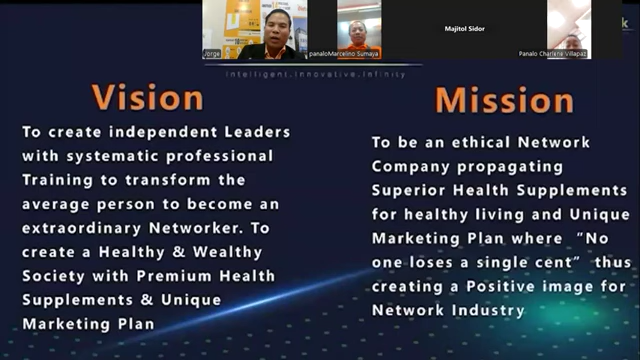 Jorge
panaloMarcelino Sumaya
Majitol Sidor
Panalo Charlene Villapaz
Intelligent.Innovative.Infinity
Vision
To create independent Leaders
with systematic professional
Training to transform the
average person to become an
extraordinary Networker. To
create a Healthy & Wealthy
Society with Premium Health
Supplements & Unique
Marketing Plan
Mission
To be an ethical Network
Company propagating
Superior Health Supplements
for healthy living and Unique
Marketing Plan where “No
one loses a single cent” thus
creating a Positive image for
Network Industry